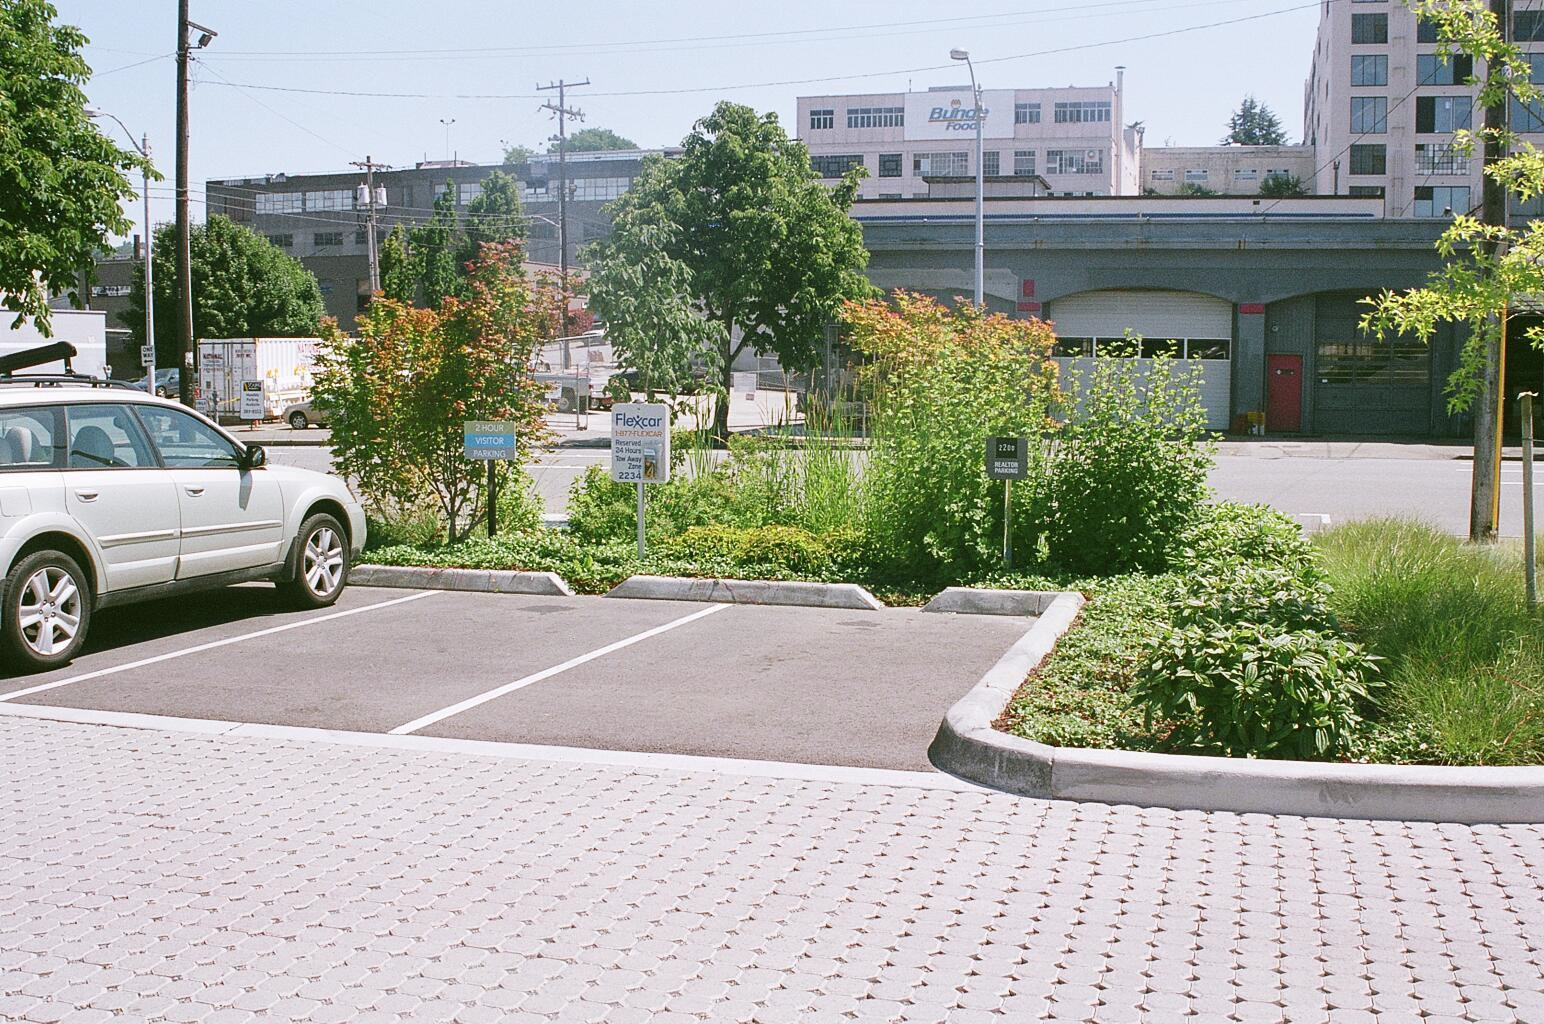 Bunge
Foods
ONE WAY
2 HOUR
VISITOR
PARKING
Flexcar
1-877-FLEXCAR
Reserved
24 Hours
Tow Away
Zone
2234
2200
REALTOR
PARKING